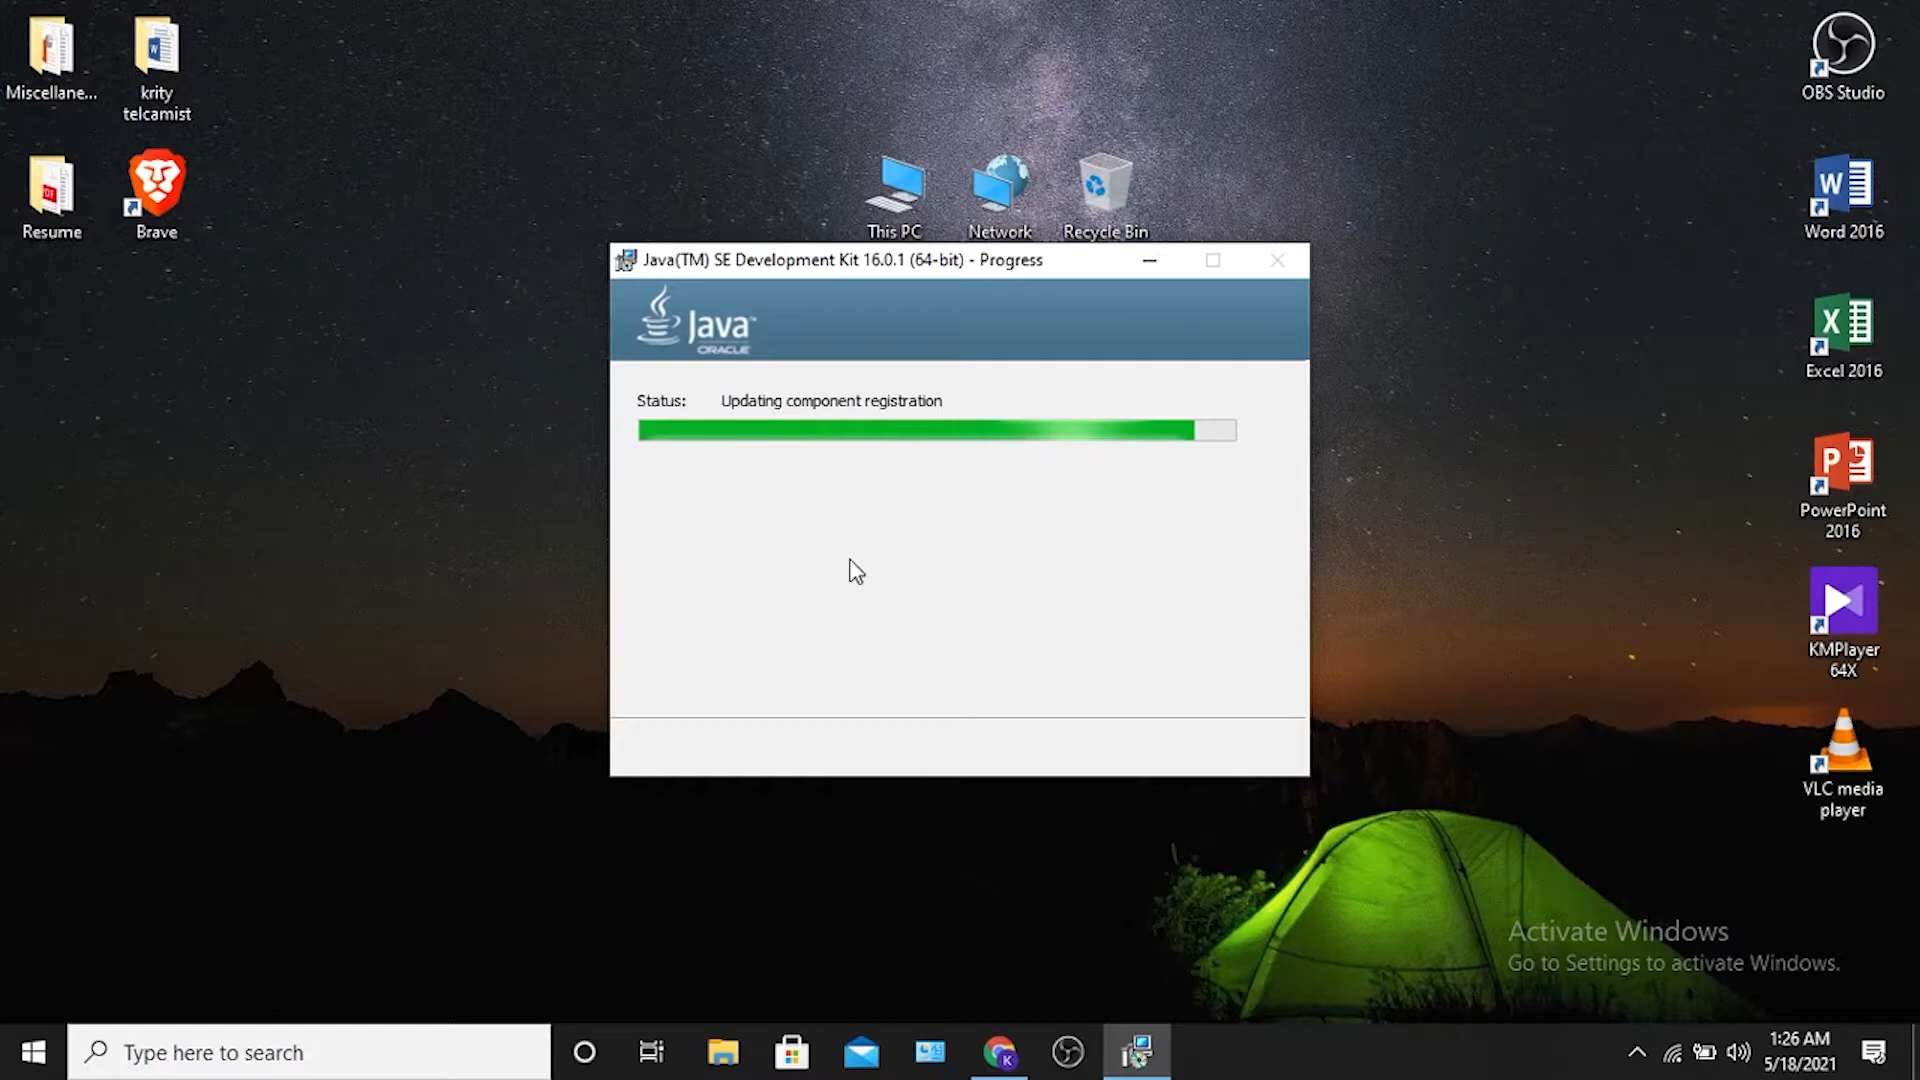 Miscellane...
krity
telcamist
Resume
Brave
This PC
Network
Recycle Bin
OBS Studio
Word 2016
Excel 2016
PowerPoint
2016
KMPlayer
64X
VLC media
player
Java(TM) SE Development Kit 16.0.1 (64-bit) - Progress
Java™
ORACLE
Status: Updating component registration
Activate Windows
Go to Settings to activate Windows.
Type here to search
1:26 AM
5/18/2021